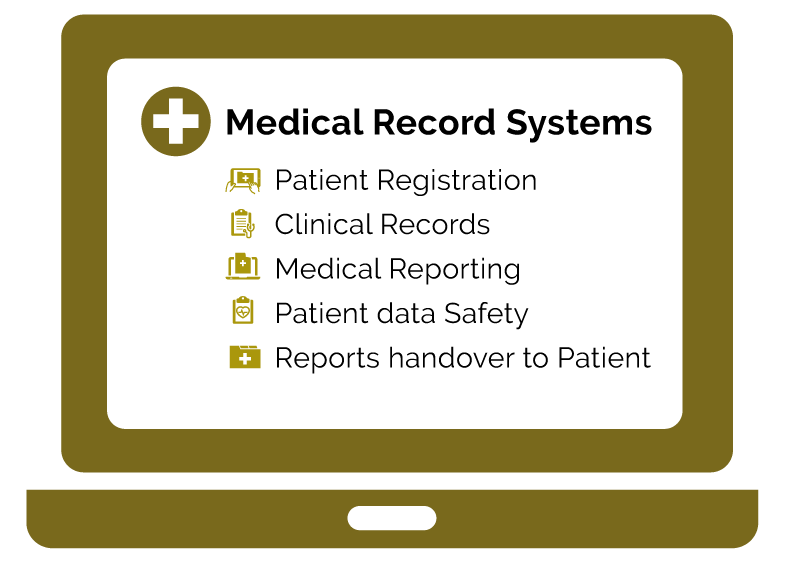 Medical Record Systems
Patient Registration
Clinical Records
Medical Reporting
Patient data Safety
Reports handover to Patient